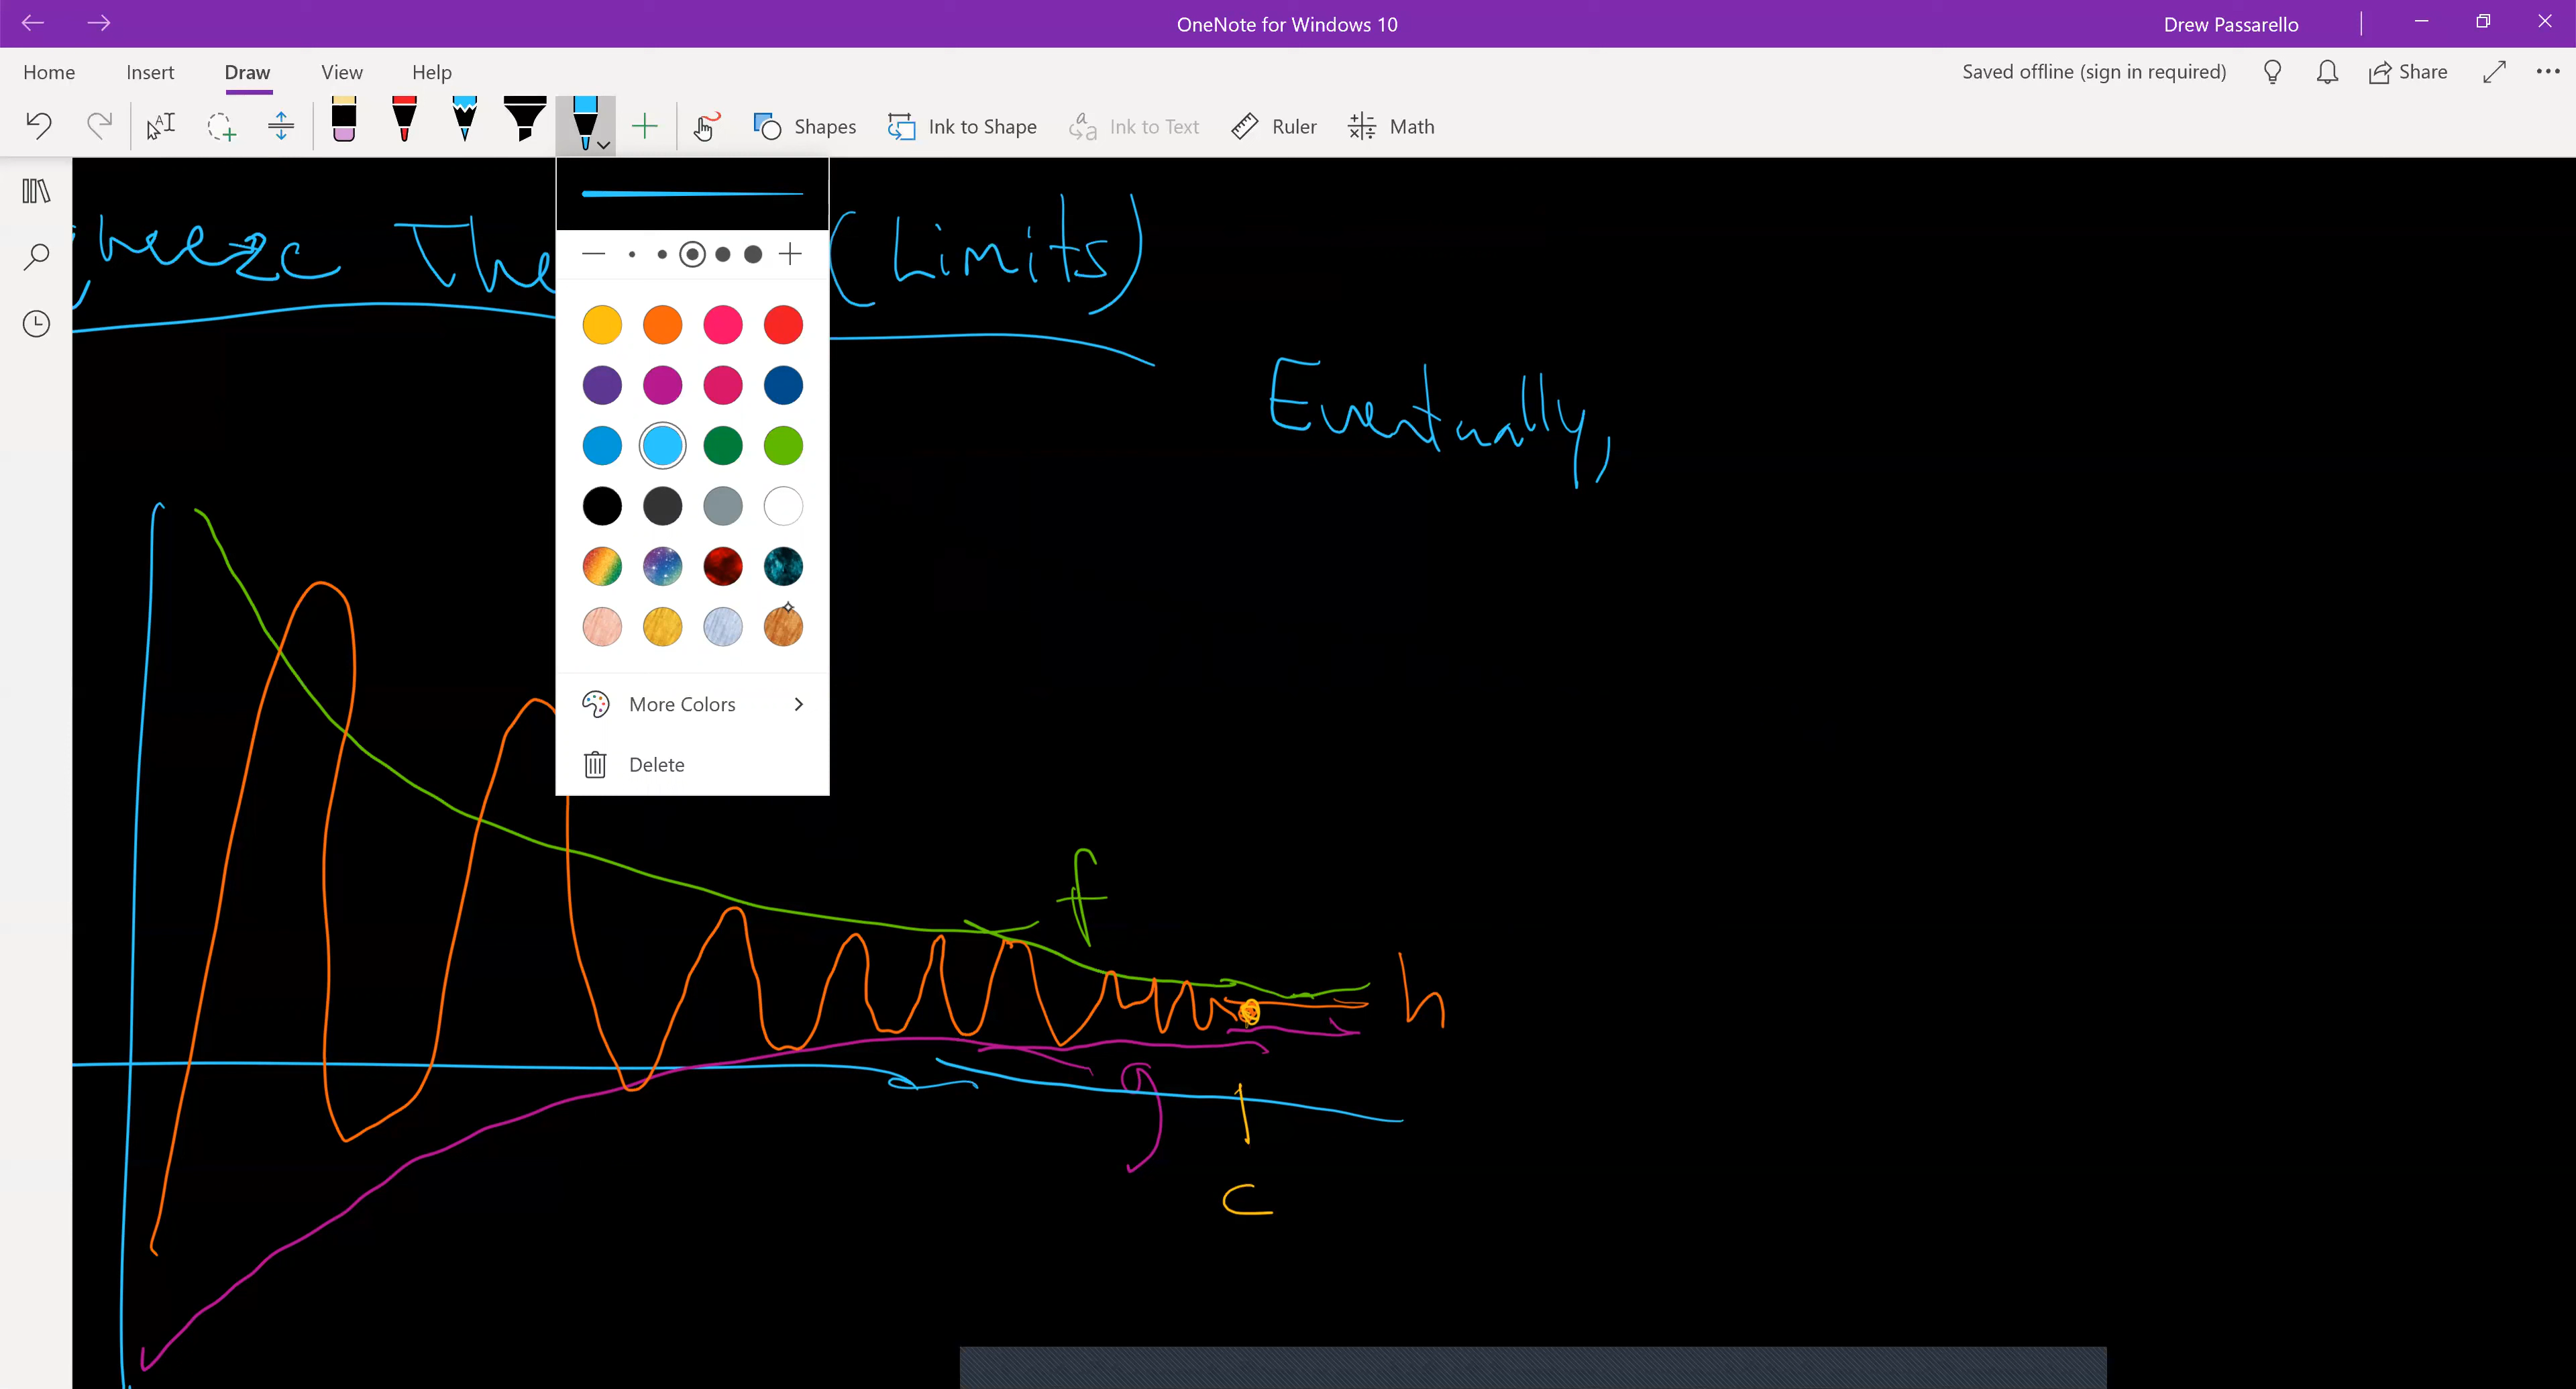 OneNote for Windows 10
Drew Passarello
Home Insert Draw View Help
Saved offline (sign in required)
Share
Shapes
Ink to Shape
Ink to Text
Ruler
Math
The (Limits)
Eventually,
More Colors
Delete
f
h
g
c